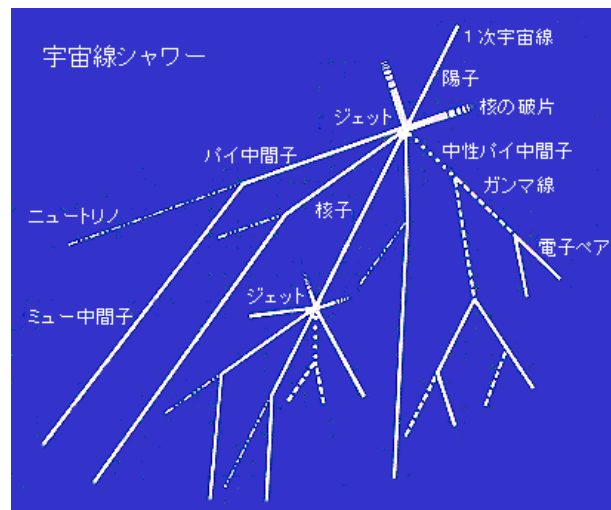 宇宙線シャワー
1次宇宙線
陽子
核の破片
ジェット
中性パイ中間子
パイ中間子
ガンマ線
ニュートリノ
核子
電子ペア
ジェット
ミュー中間子